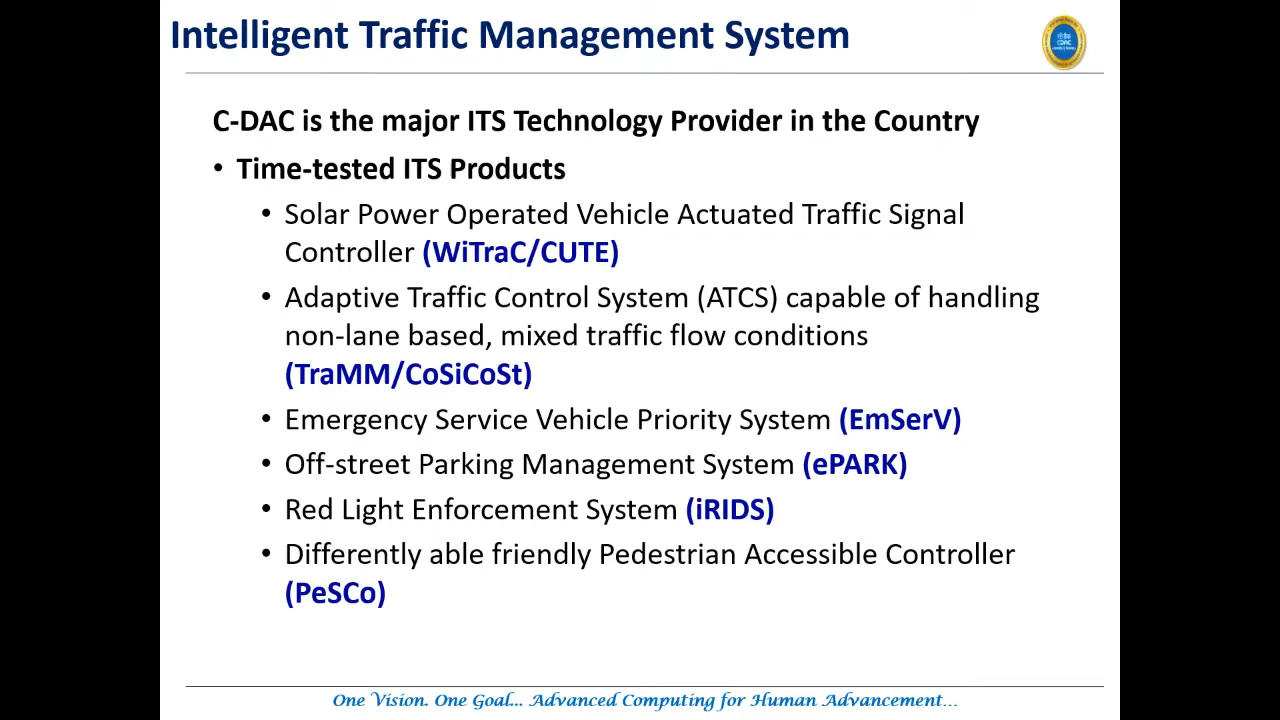 Intelligent Traffic Management System
C-DAC is the major ITS Technology Provider in the Country
• Time-tested ITS Products
• Solar Power Operated Vehicle Actuated Traffic Signal
Controller (WiTraC/CUTE)
• Adaptive Traffic Control System (ATCS) capable of handling
non-lane based, mixed traffic flow conditions
(TraMM/CoSiCoSt)
• Emergency Service Vehicle Priority System (EmSerV)
• Off-street Parking Management System (ePARK)
• Red Light Enforcement System (iRIDS)
• Differently able friendly Pedestrian Accessible Controller
(PeSCo)
One Vision. One Goal... Advanced Computing for Human Advancement...